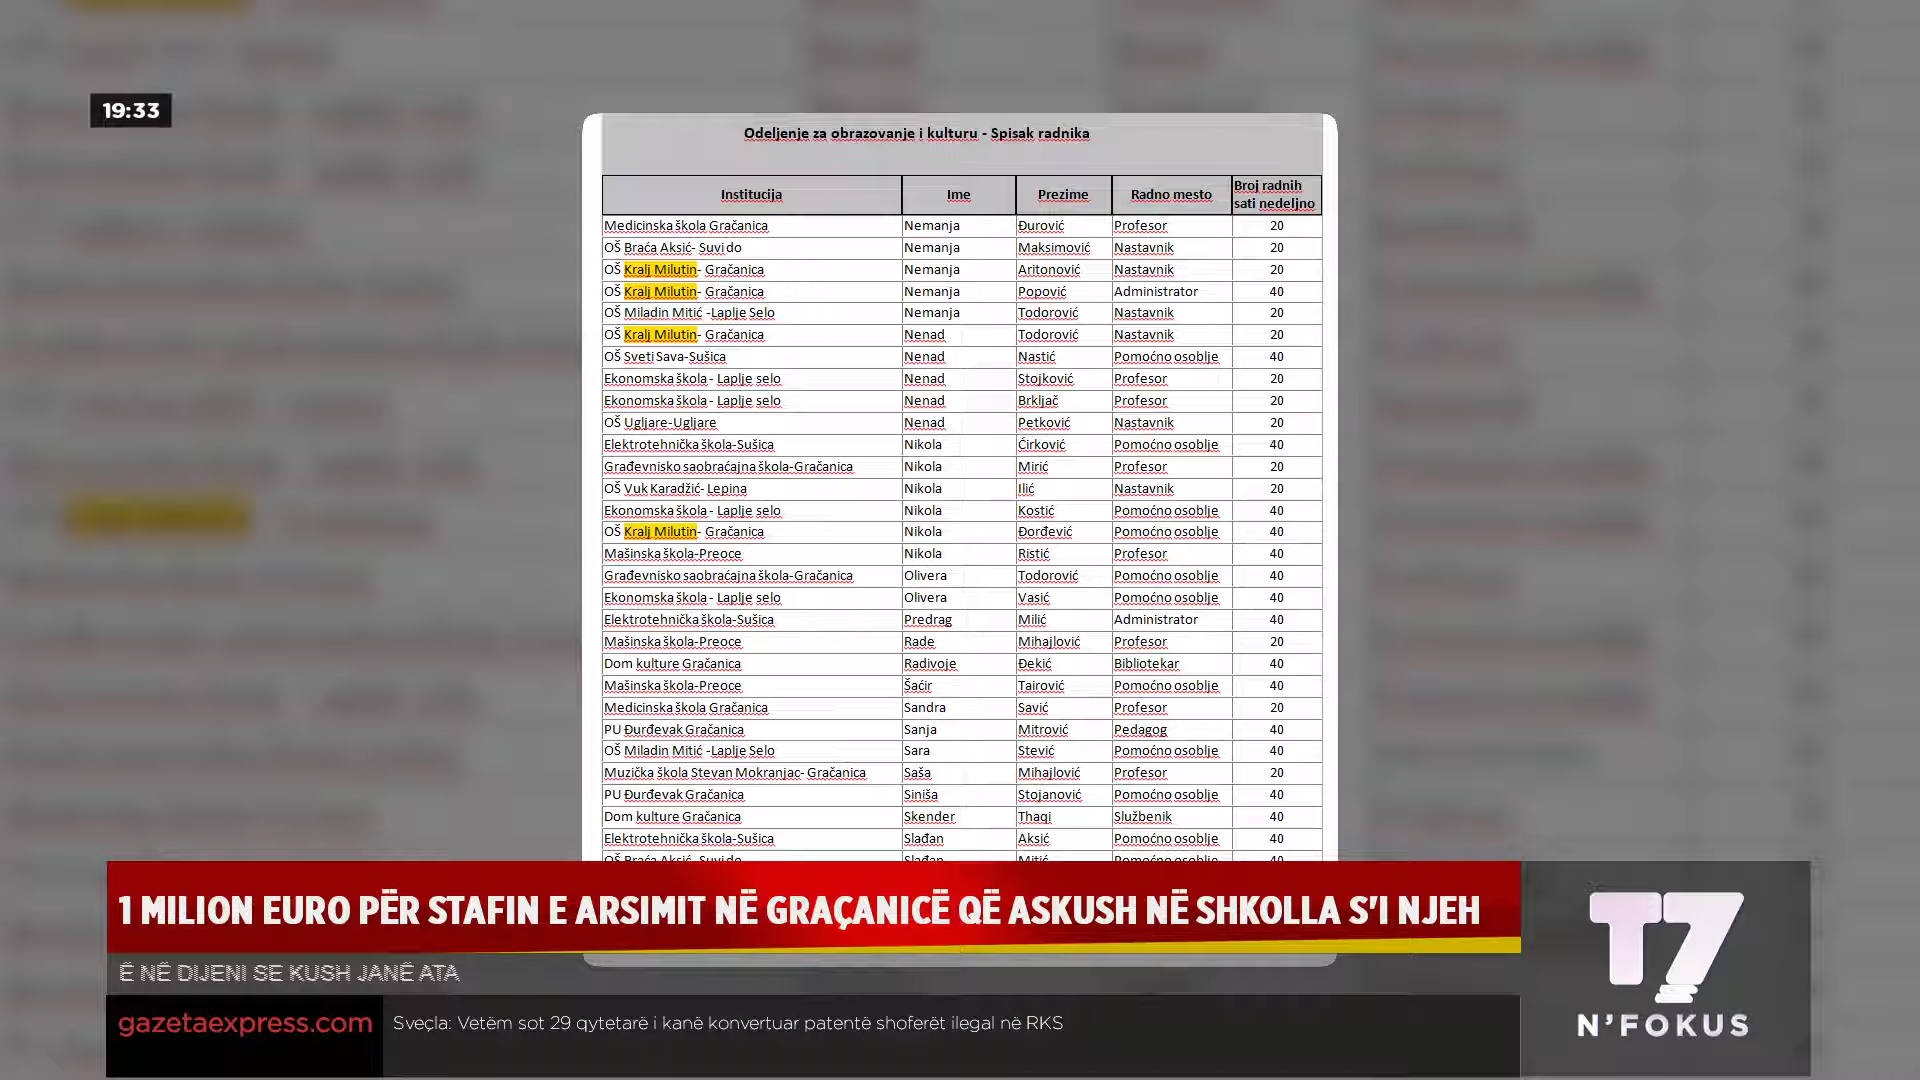 19:33
Odeljenje za obrazovanje i kulturu - Spisak radnika
Institucija Ime Prezime Radno mesto Broj radnih sati nedeljno
Medicinska škola Gračanica Nemanja Đurović Profesor 20
OŠ Braća Aksić- Suvi do Nemanja Maksimović Nastavnik 20
OŠ Kralj Milutin- Gračanica Nemanja Aritonović Nastavnik 20
OŠ Kralj Milutin- Gračanica Nemanja Popović Administrator 40
OŠ Miladin Mitić -Laplje Selo Nemanja Todorović Nastavnik 20
OŠ Kralj Milutin- Gračanica Nenad Todorović Nastavnik 20
OŠ Sveti Sava-Sušica Nenad Nastić Pomoćno osoblje 40
Ekonomska škola - Laplje selo Nenad Stojković Profesor 20
Ekonomska škola - Laplje selo Nenad Brkljač Profesor 20
OŠ Ugljare-Ugljare Nenad Petković Nastavnik 20
Elektrotehnička škola-Sušica Nikola Ćirković Pomoćno osoblje 40
Građevnisko saobraćajna škola-Gračanica Nikola Mirić Profesor 20
OŠ Vuk Karadžić- Lepina Nikola Ilić Nastavnik 20
Ekonomska škola - Laplje selo Nikola Kostić Pomoćno osoblje 40
OŠ Kralj Milutin- Gračanica Nikola Đorđević Pomoćno osoblje 40
Mašinska škola-Preoce Nikola Ristić Profesor 40
Građevnisko saobraćajna škola-Gračanica Olivera Todorović Pomoćno osoblje 40
Ekonomska škola - Laplje selo Olivera Vasić Pomoćno osoblje 40
Elektrotehnička škola-Sušica Predrag Milić Administrator 40
Mašinska škola-Preoce Rade Mihajlović Profesor 20
Dom kulture Gračanica Radivoje Đekić Bibliotekar 40
Mašinska škola-Preoce Šaćir Tairović Pomoćno osoblje 40
Medicinska škola Gračanica Sandra Savić Profesor 20
PU Đurđevak Gračanica Sanja Mitrović Pedagog 40
OŠ Miladin Mitić -Laplje Selo Sara Stević Pomoćno osoblje 40
Muzička škola Stevan Mokranjac- Gračanica Saša Mihajlović Profesor 20
PU Đurđevak Gračanica Siniša Stojanović Pomoćno osoblje 40
Dom kulture Gračanica Skender Thaqi Službenik 40
Elektrotehnička škola-Sušica Slađan Aksić Pomoćno osoblje 40
OŠ Braća Aksić- Suvi do Slađan Mitić Pomoćno osoblje 40
1 MILION EURO PËR STAFIN E ARSIMIT NË GRAÇANICË QË ASKUSH NË SHKOLLA S'I NJEH
Ë NË DIJENI SE KUSH JANË ATA
gazetaexpress.com Sveçla: Vetëm sot 29 qytetarë i kanë konvertuar patentë shoferët ilegal në RKS
T7
N'FOKUS